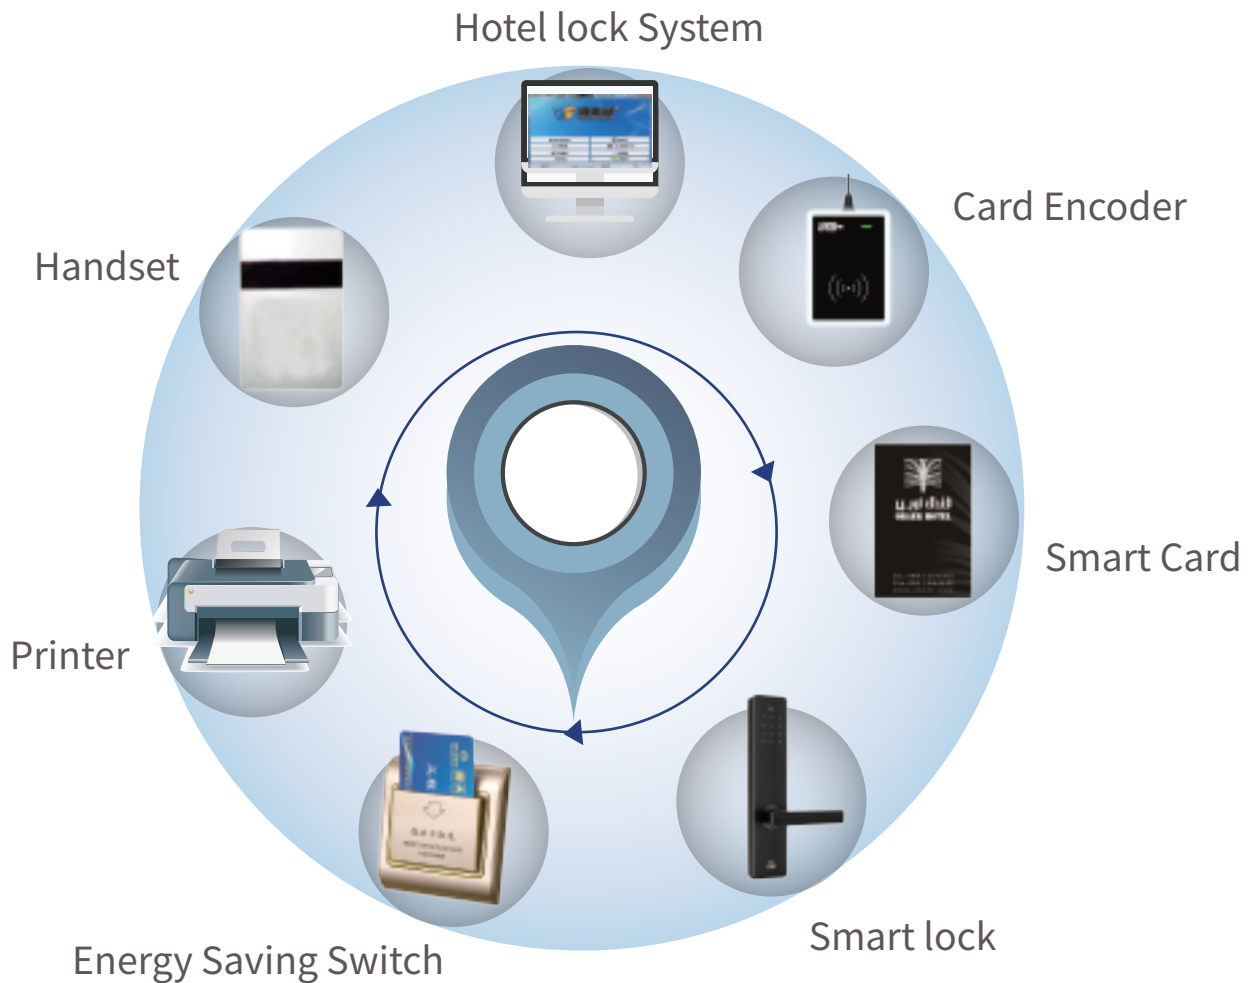 Hotel lock System
Card Encoder
Handset
Smart Card
Printer
Smart lock
Energy Saving Switch